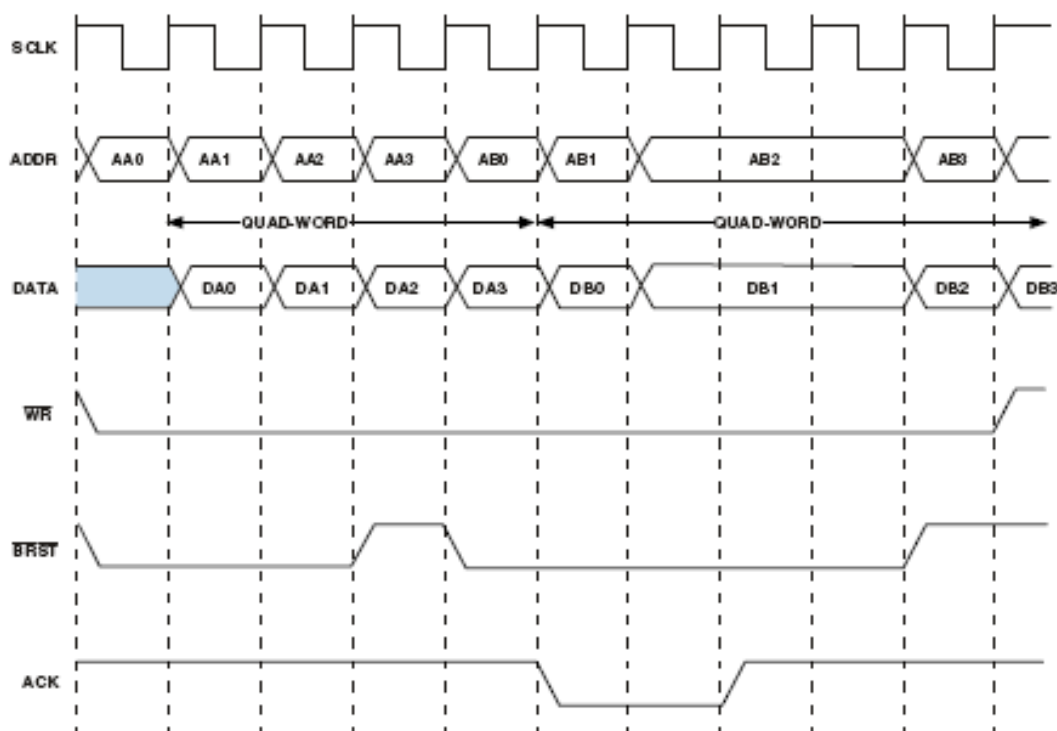 SCLK
ADDR AA0 AA1 AA2 AA3 AB0 AB1 AB2 AB3
QUAD-WORD QUAD-WORD
DATA DA0 DA1 DA2 DA3 DB0 DB1 DB2 DB3
WR
BRST
ACK